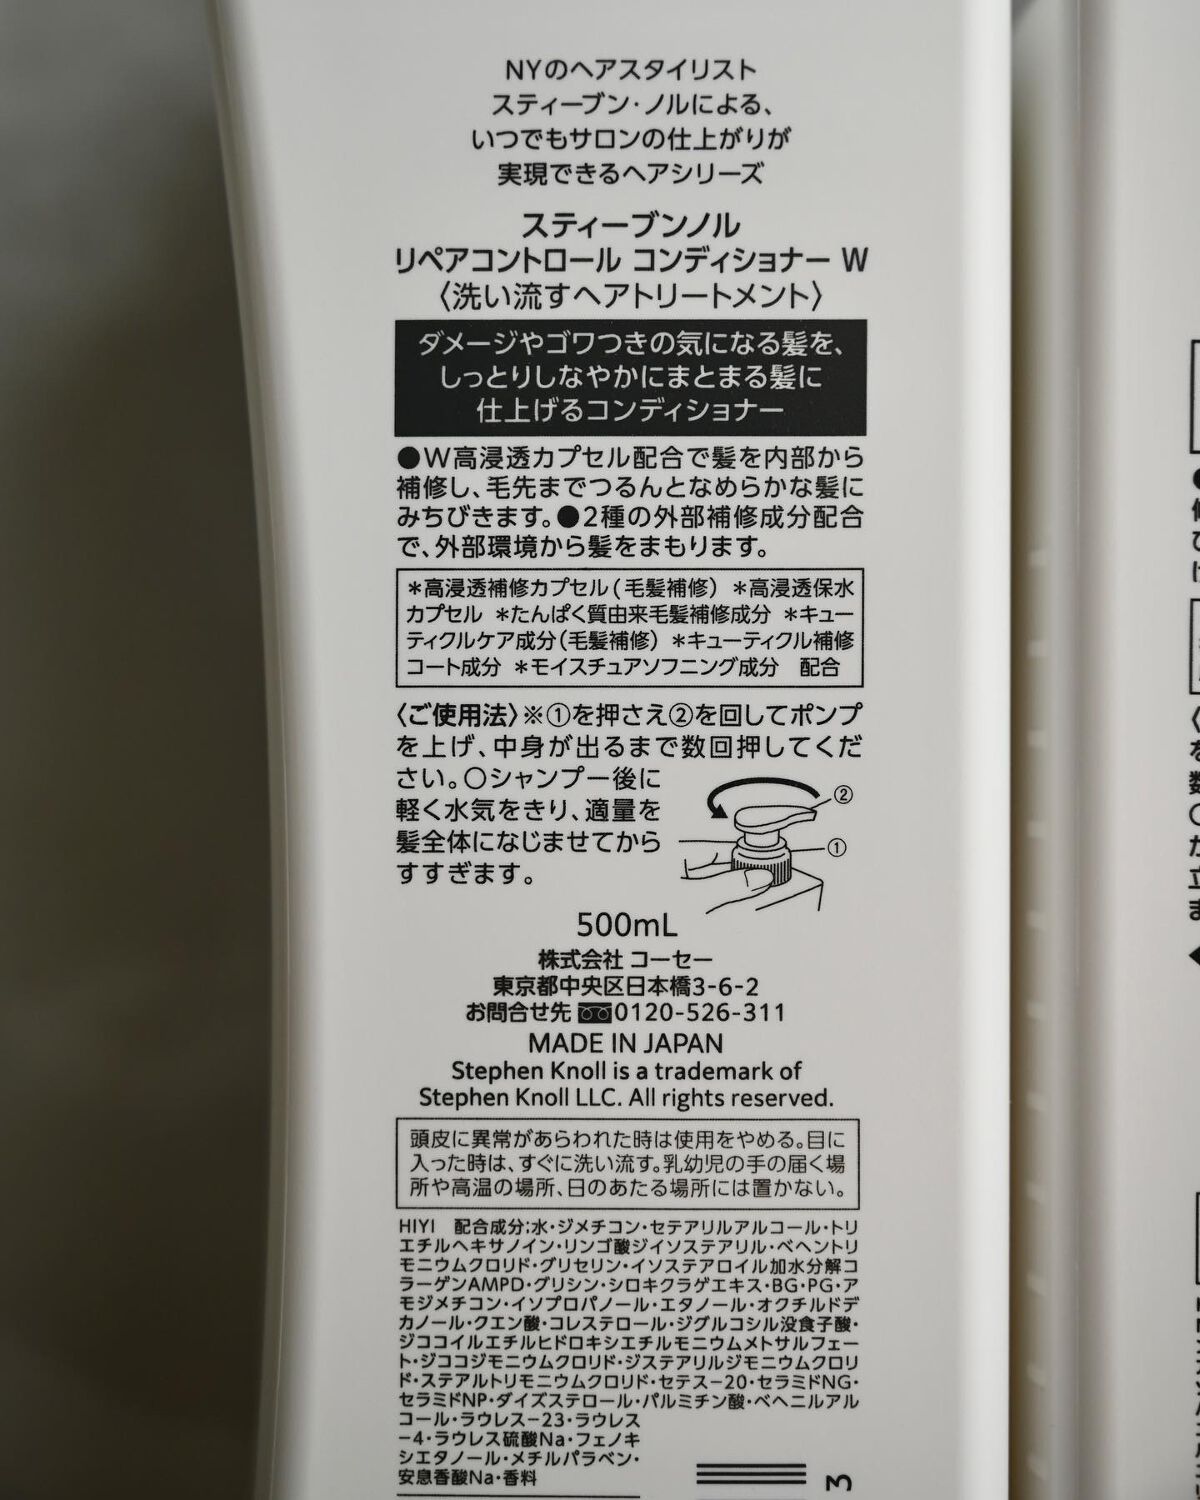 NYのヘアスタイリスト
スティーブン・ノルによる、
いつでもサロンの仕上がりが
実現できるヘアシリーズ
スティーブンノル
リペアコントロール コンディショナー W
〈洗い流すヘアトリートメント〉
ダメージやゴワつきの気になる髪を、
しっとりしなやかにまとまる髪に
仕上げるコンディショナー
●W高浸透カプセル配合で髪を内部から
補修し、毛先までつるんとなめらかな髪に
みちびきます。●2種の外部補修成分配合
で、外部環境から髪をまもります。
＊高浸透補修カプセル(毛髪補修) ＊高浸透保水
カプセル ＊たんぱく質由来毛髪補修成分 ＊キュー
ティクルケア成分(毛髪補修) ＊キューティクル補修
コート成分 ＊モイスチュアソフニング成分 配合
〈ご使用法〉※①を押さえ②を回してポンプ
を上げ、中身が出るまで数回押してくだ
さい。○シャンプー後に
軽く水気をきり、適量を
髪全体になじませてから
すすぎます。
②
①
500mL
株式会社 コーセー
東京都中央区日本橋3-6-2
お問合せ先 0120-526-311
MADE IN JAPAN
Stephen Knoll is a trademark of
Stephen Knoll LLC. All rights reserved.
頭皮に異常があらわれた時は使用をやめる。目に
入った時は、すぐに洗い流す。乳幼児の手の届く場
所や高温の場所、日のあたる場所には置かない。
HIYI 配合成分;水・ジメチコン・セテアリルアルコール・トリ
エチルヘキサノイン・リンゴ酸ジイソステアリル・ベヘントリ
モニウムクロリド・グリセリン・イソステアロイル加水分解コ
ラーゲンAMPD・グリシン・シロキクラゲエキス・BG・PG・ア
モジメチコン・イソプロパノール・エタノール・オクチルドデ
カノール・クエン酸・コレステロール・ジグルコシル没食子酸・
ジココイルエチルヒドロキシエチルモニウムメトサルフェー
ト・ジココジモニウムクロリド・ジステアリルジモニウムクロリ
ド・ステアルトリモニウムクロリド・セテス－20・セラミドNG・
セラミドNP・ダイズステロール・パルミチン酸・ベヘニルアル
コール・ラウレス－23・ラウレス
－4・ラウレス硫酸Na・フェノキ
シエタノール・メチルパラベン・
安息香酸Na・香料
3